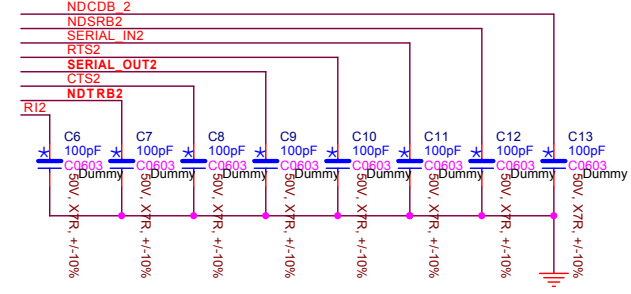 NDCDB_2
NDSRB2
SERIAL_IN2
RTS2
SERIAL_OUT2
CTS2
NDTRB2
RI2
C6 C7 C8 C9 C10 C11 C12 C13
100pF 100pF 100pF 100pF 100pF 100pF 100pF 100pF
C0603 C0603 C0603 C0603 C0603 C0603 C0603 C0603
Dummy Dummy Dummy Dummy Dummy Dummy Dummy Dummy
50V, X7R, +/-10%
50V, X7R, +/-10%
50V, X7R, +/-10%
50V, X7R, +/-10%
50V, X7R, +/-10%
50V, X7R, +/-10%
50V, X7R, +/-10%
50V, X7R, +/-10%